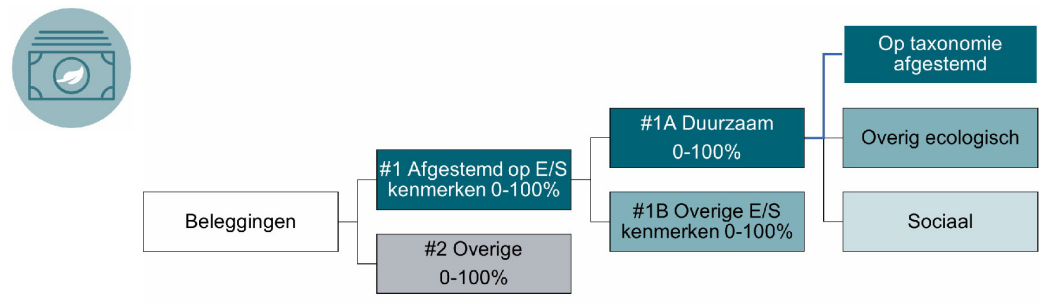 Beleggingen
#1 Afgestemd op E/S
kenmerken 0-100%
#2 Overige
0-100%
#1A Duurzaam
0-100%
#1B Overige E/S
kenmerken 0-100%
Op taxonomie
afgestemd
Overig ecologisch
Sociaal